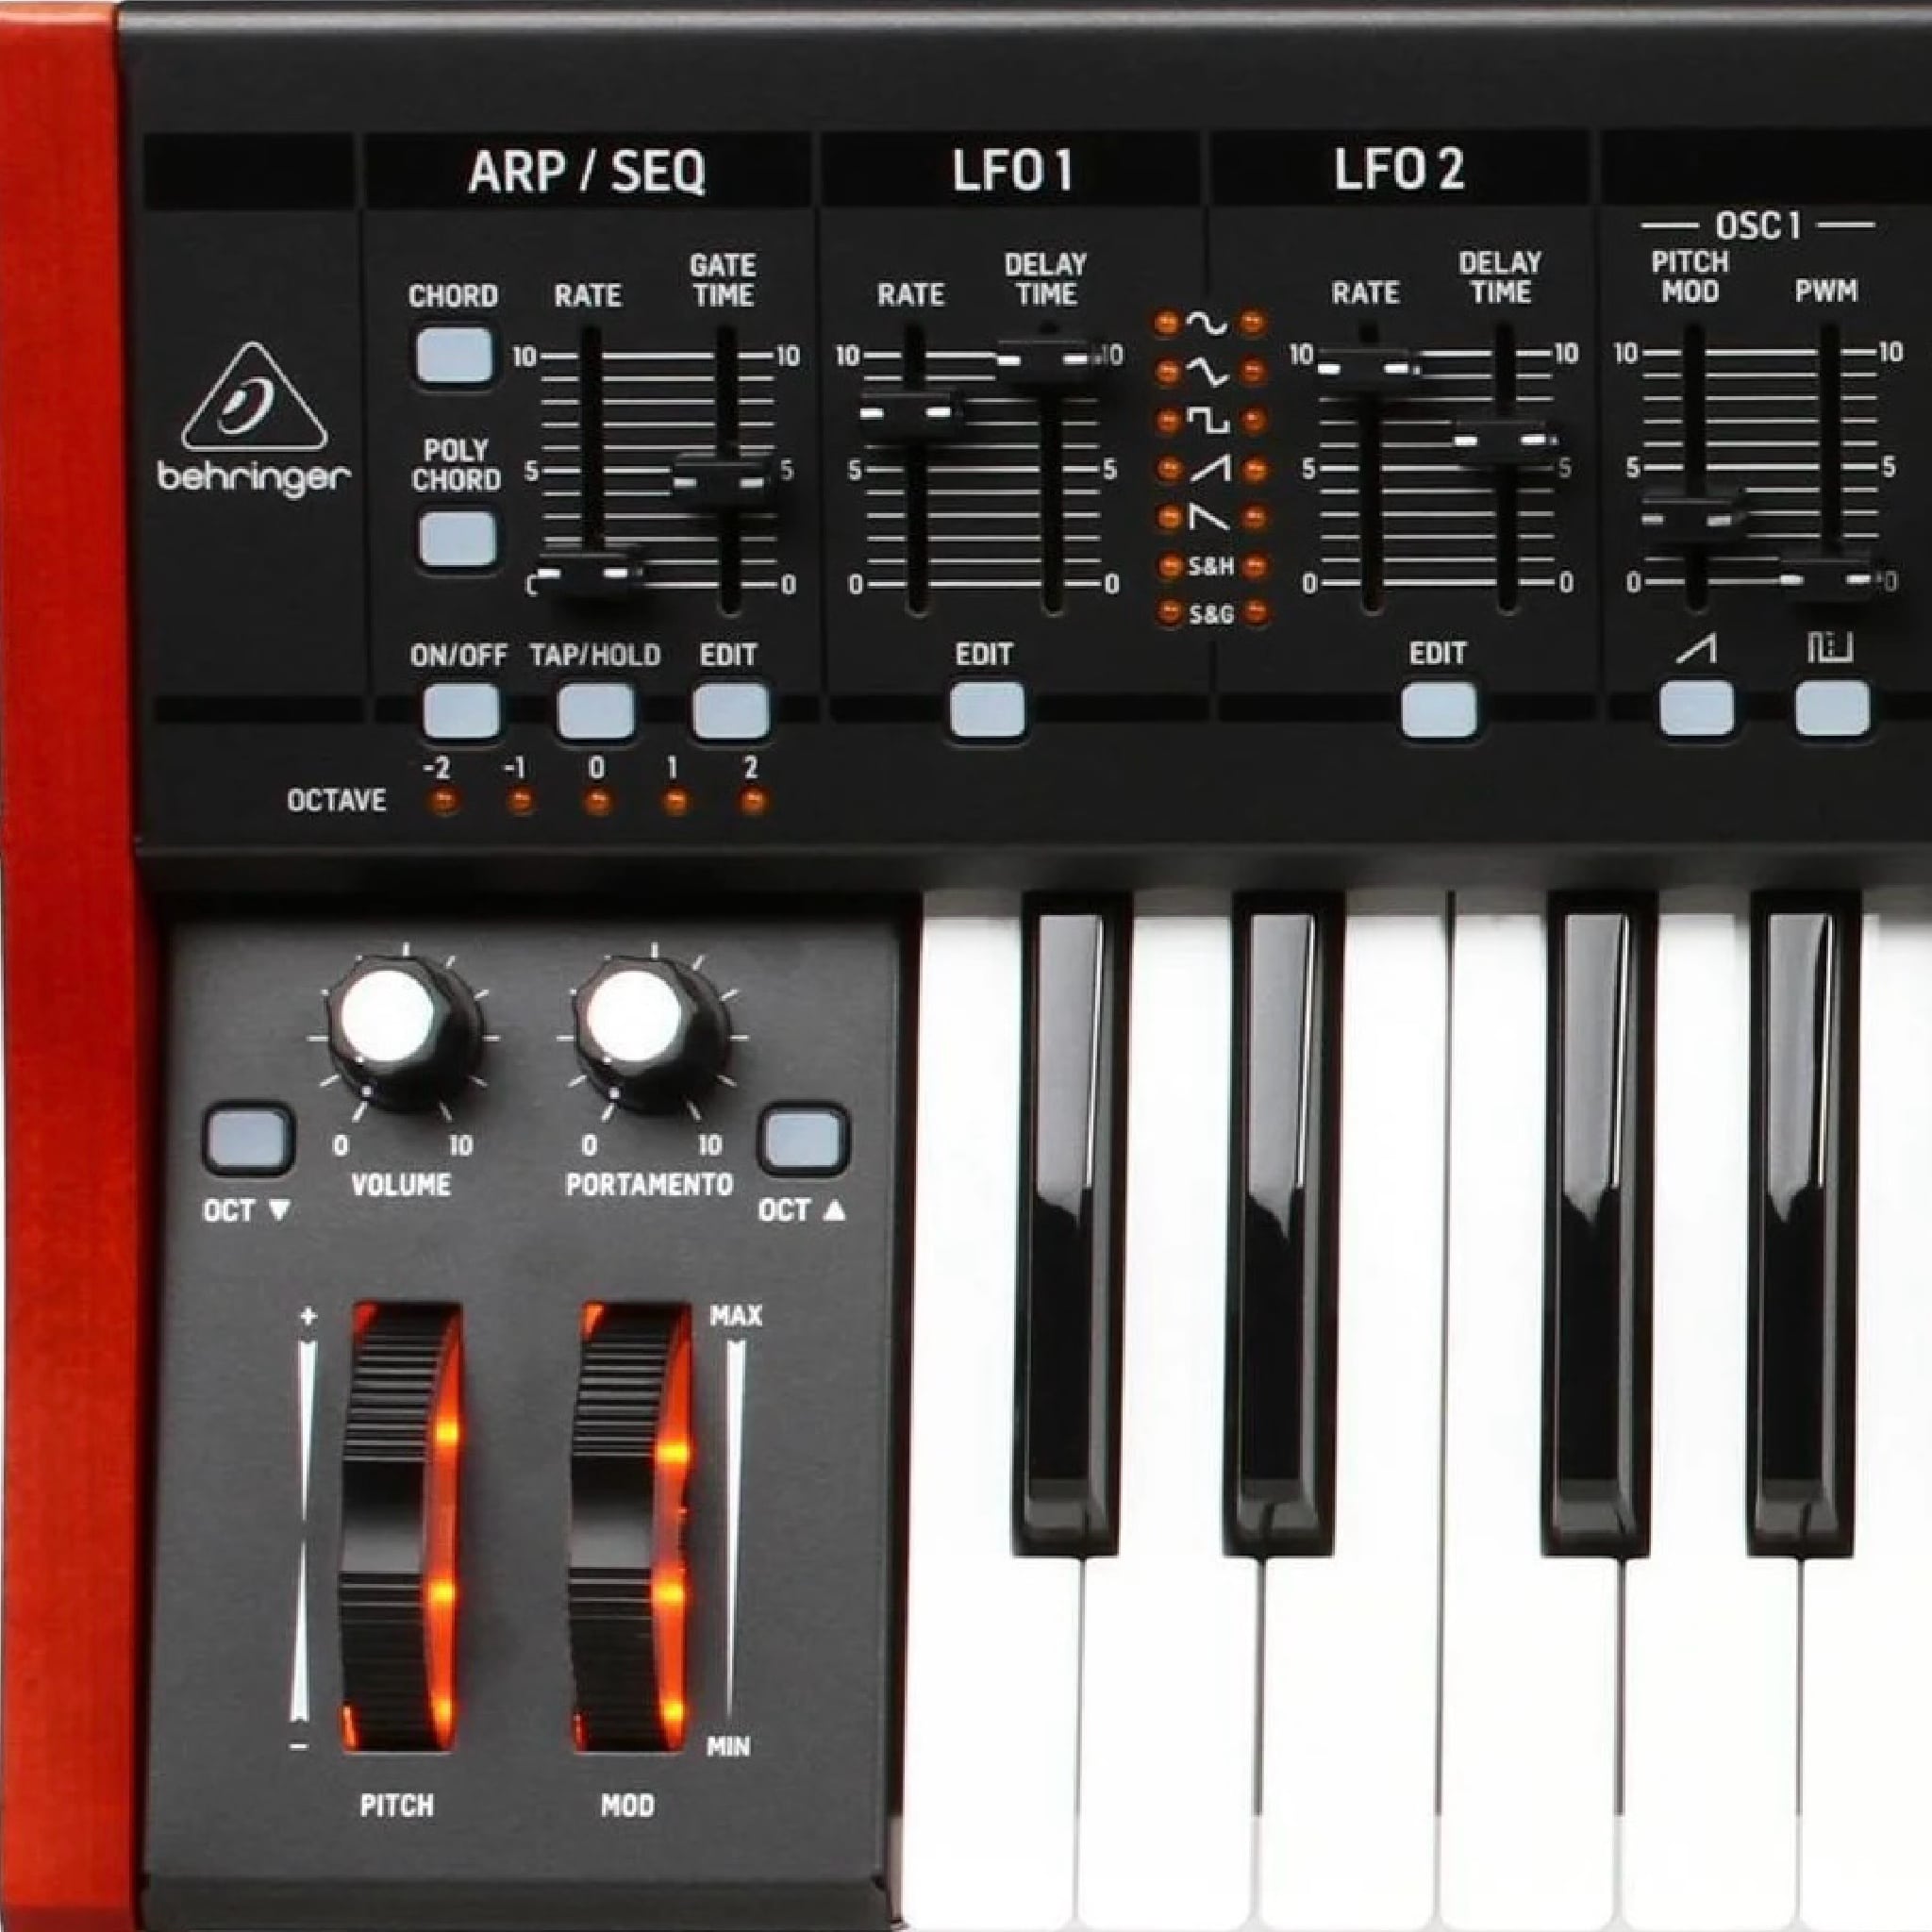 ARP / SEQ
LFO 1
LFO 2
OSC 1
CHORD
RATE
GATE
TIME
RATE
DELAY
TIME
RATE
DELAY
TIME
PITCH
MOD
PWM
10
10
10
10
10
10
10
10
behringer
POLY
CHORD
5
5
5
5
5
5
5
5
S&H
0
0
0
0
0
0
0
S&G
ON/OFF
TAP/HOLD
EDIT
EDIT
EDIT
-2
-1
0
1
2
OCTAVE
0
10
0
10
VOLUME
PORTAMENTO
OCT ▼
OCT ▲
+
MAX
−
MIN
PITCH
MOD